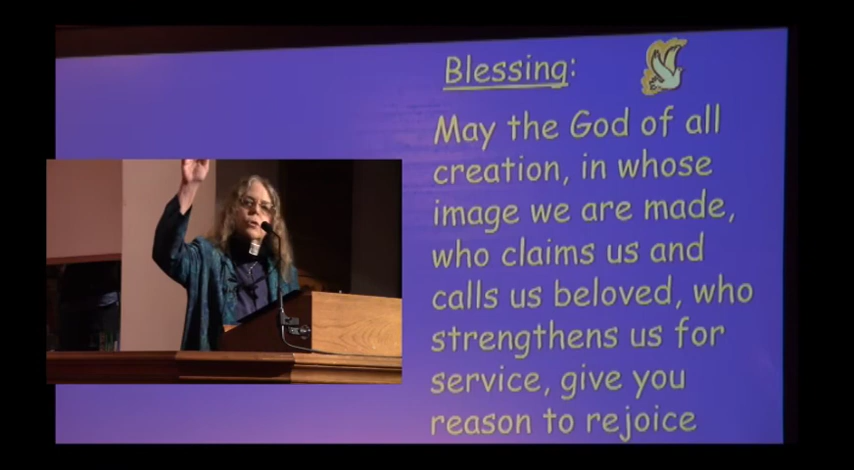 Blessing:
May the God of all
creation, in whose
image we are made,
who claims us and
calls us beloved, who
strengthens us for
service, give you
reason to rejoice